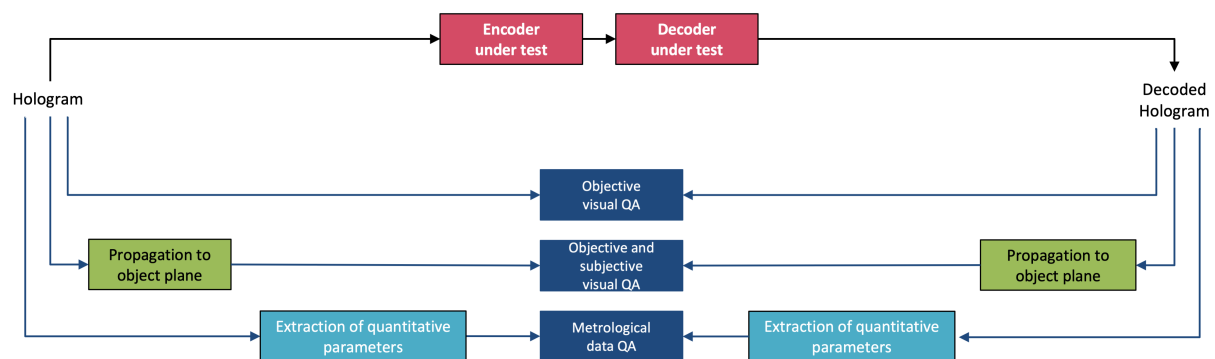 Encoder
under test
Decoder
under test
Hologram
Decoded
Hologram
Objective
visual QA
Propagation to
object plane
Objective and
subjective
visual QA
Propagation to
object plane
Extraction of quantitative
parameters
Metrological
data QA
Extraction of quantitative
parameters